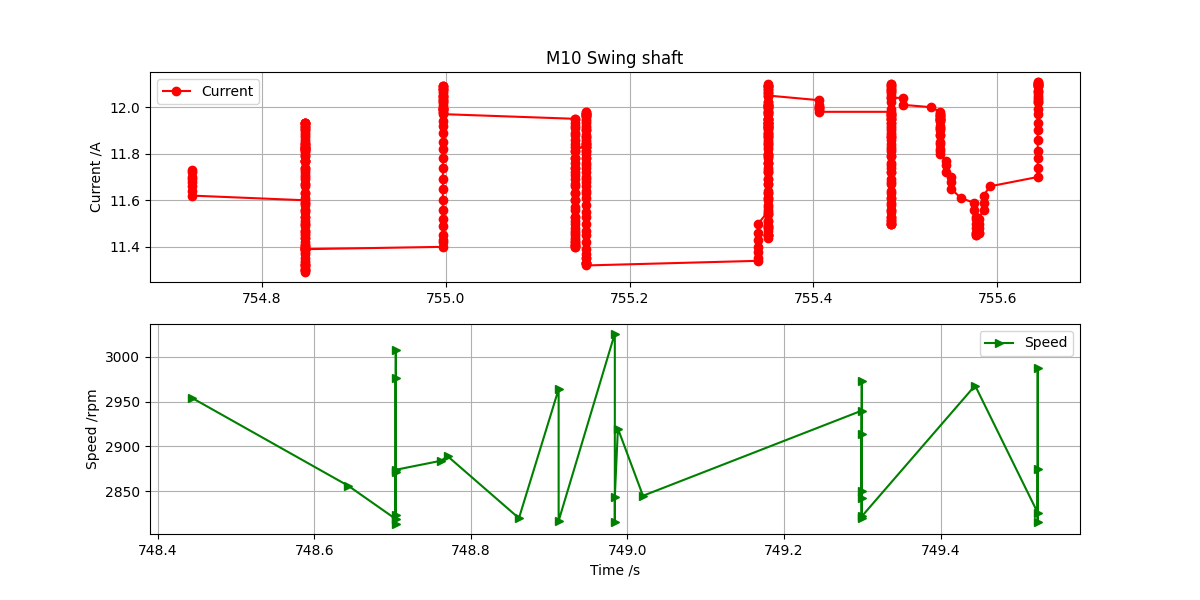 M10 Swing shaft
Current /A
12.0
11.8
11.6
11.4
Current
754.8 755.0 755.2 755.4 755.6
Speed /rpm
3000
2950
2900
2850
Speed
748.4 748.6 748.8 749.0 749.2 749.4
Time /s